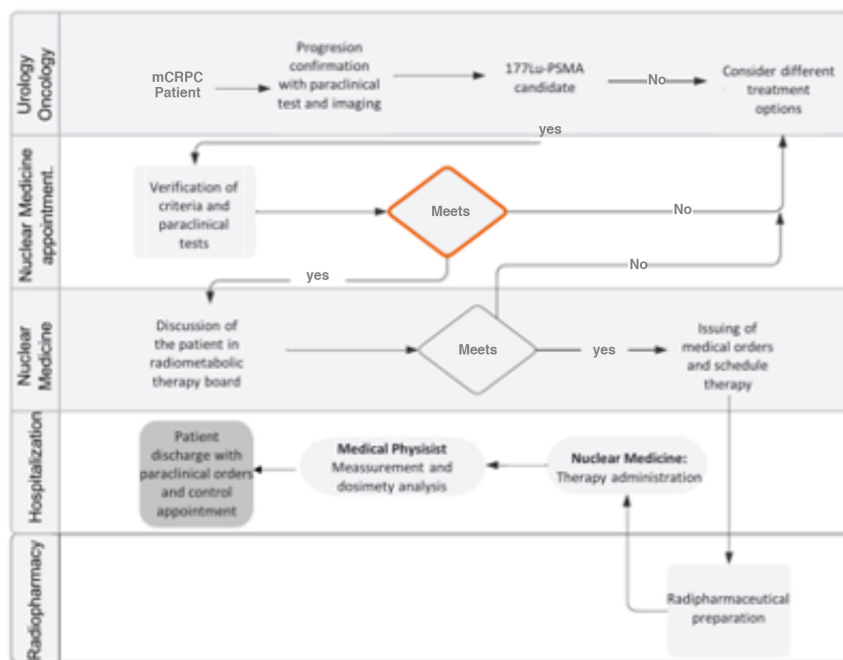 Urology
Oncology
mCRPC
Patient
Progresion
confirmation
with paraclinical
test and imaging
177Lu-PSMA
candidate
No
Consider different
treatment
options
yes
Nuclear Medicine
appointment.
Verification of
criteria and
paraclinical
tests
Meets
No
yes
No
Nuclear
Medicine
Discussion of
the patient in
radiometabolic
therapy board
Meets
yes
Issuing of
medical orders
and schedule
therapy
Hospitalization
Patient
discharge with
paraclinical orders
and control
appointment
Medical Physisist
Meassurement and
dosimety analysis
Nuclear Medicine:
Therapy administration
Radiopharmacy
Radipharmaceutical
preparation